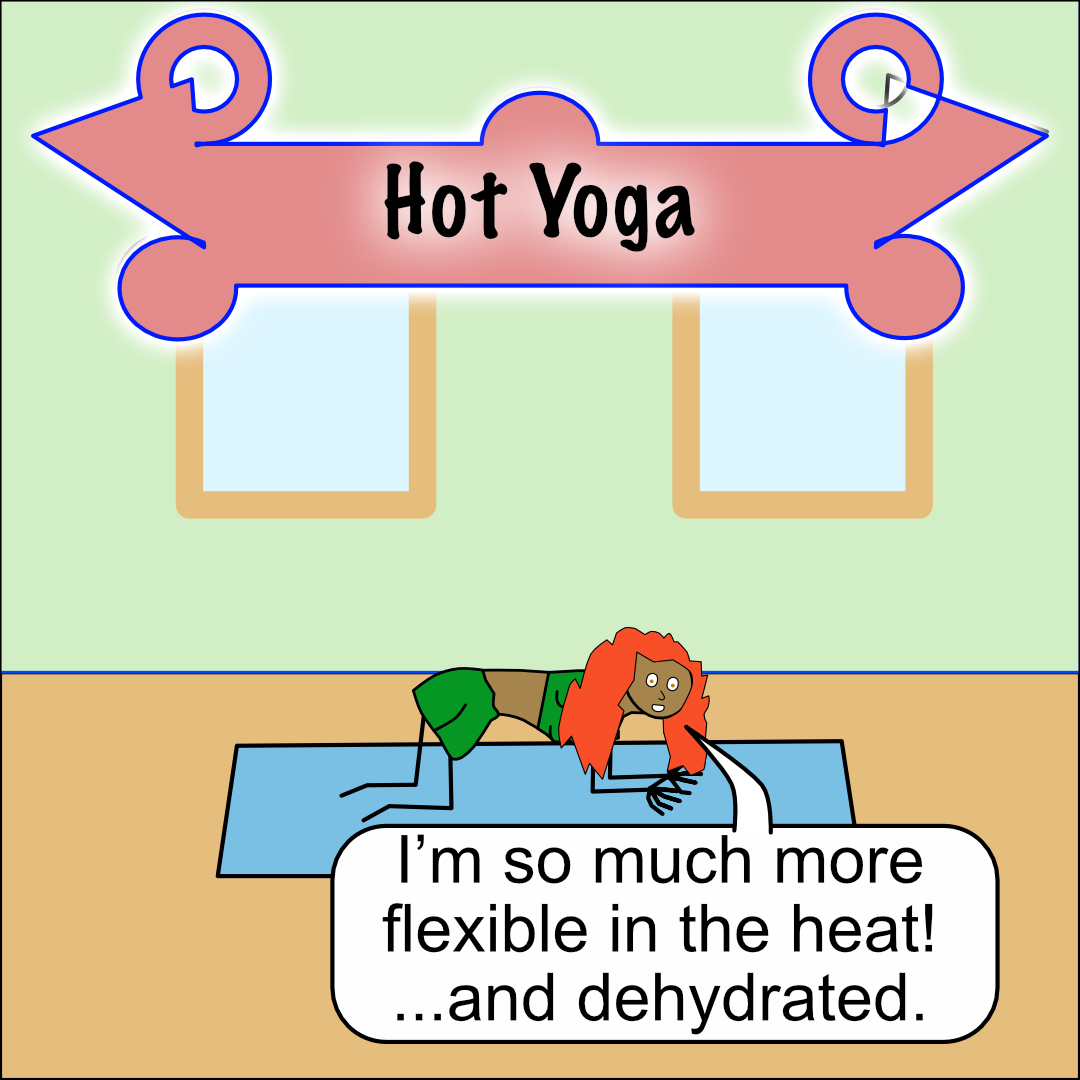 Hot Yoga
I’m so much more
flexible in the heat!
...and dehydrated.